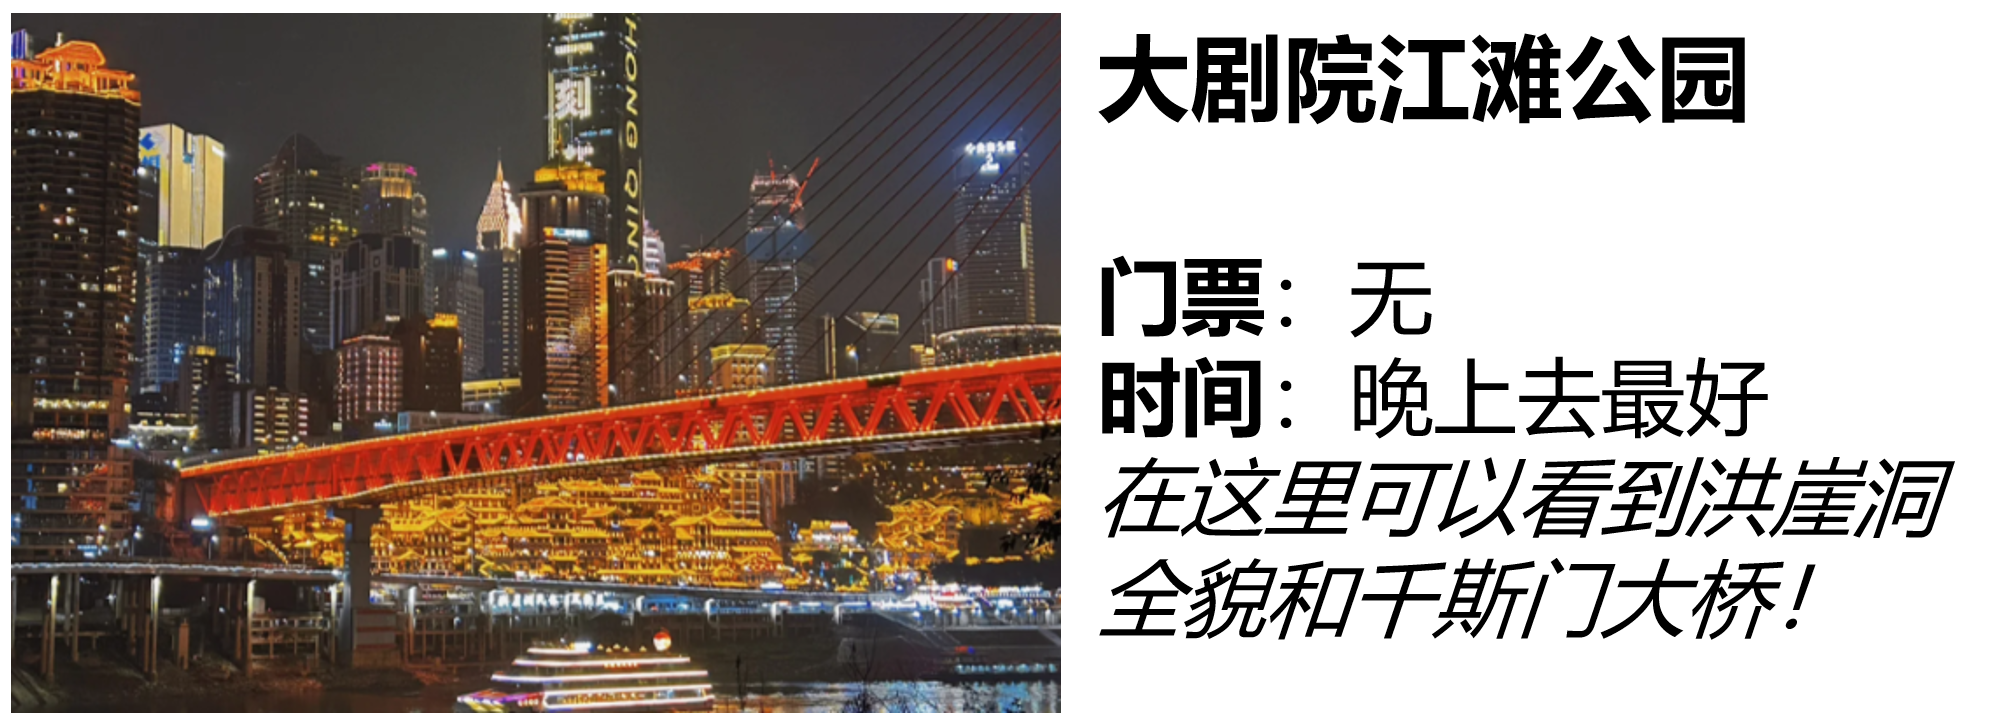 大剧院江滩公园
门票：无
时间：晚上去最好
在这里可以看到洪崖洞
全貌和千斯门大桥！
刻
HONG QING